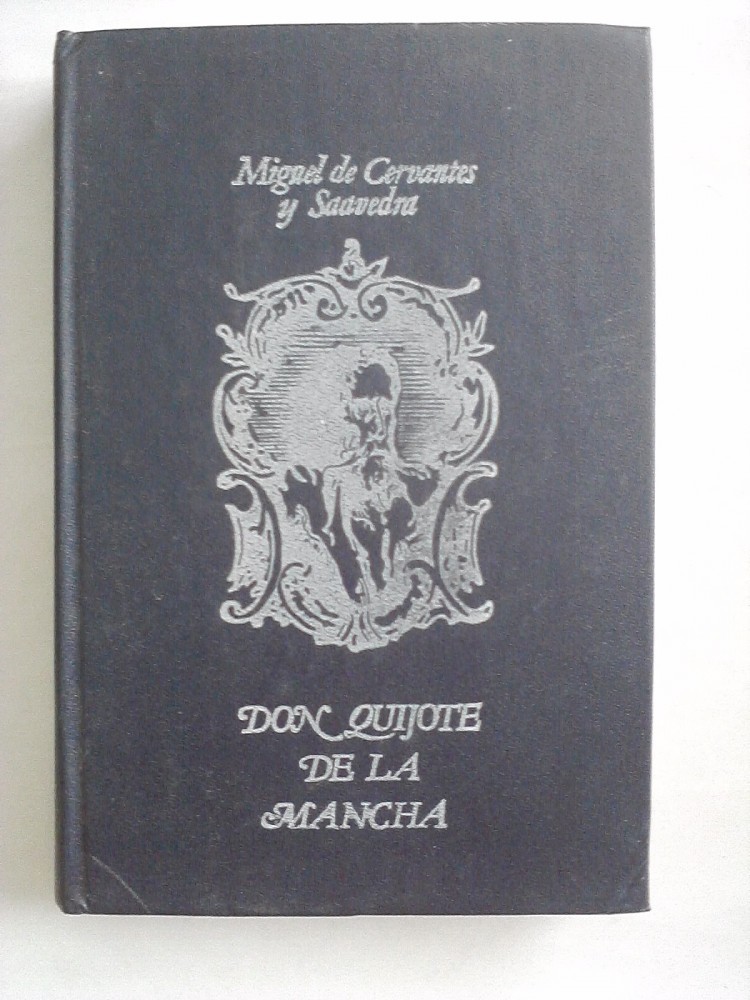 Miguel de Cervantes
y Saavedra
DON QUIJOTE
DE LA
MANCHA